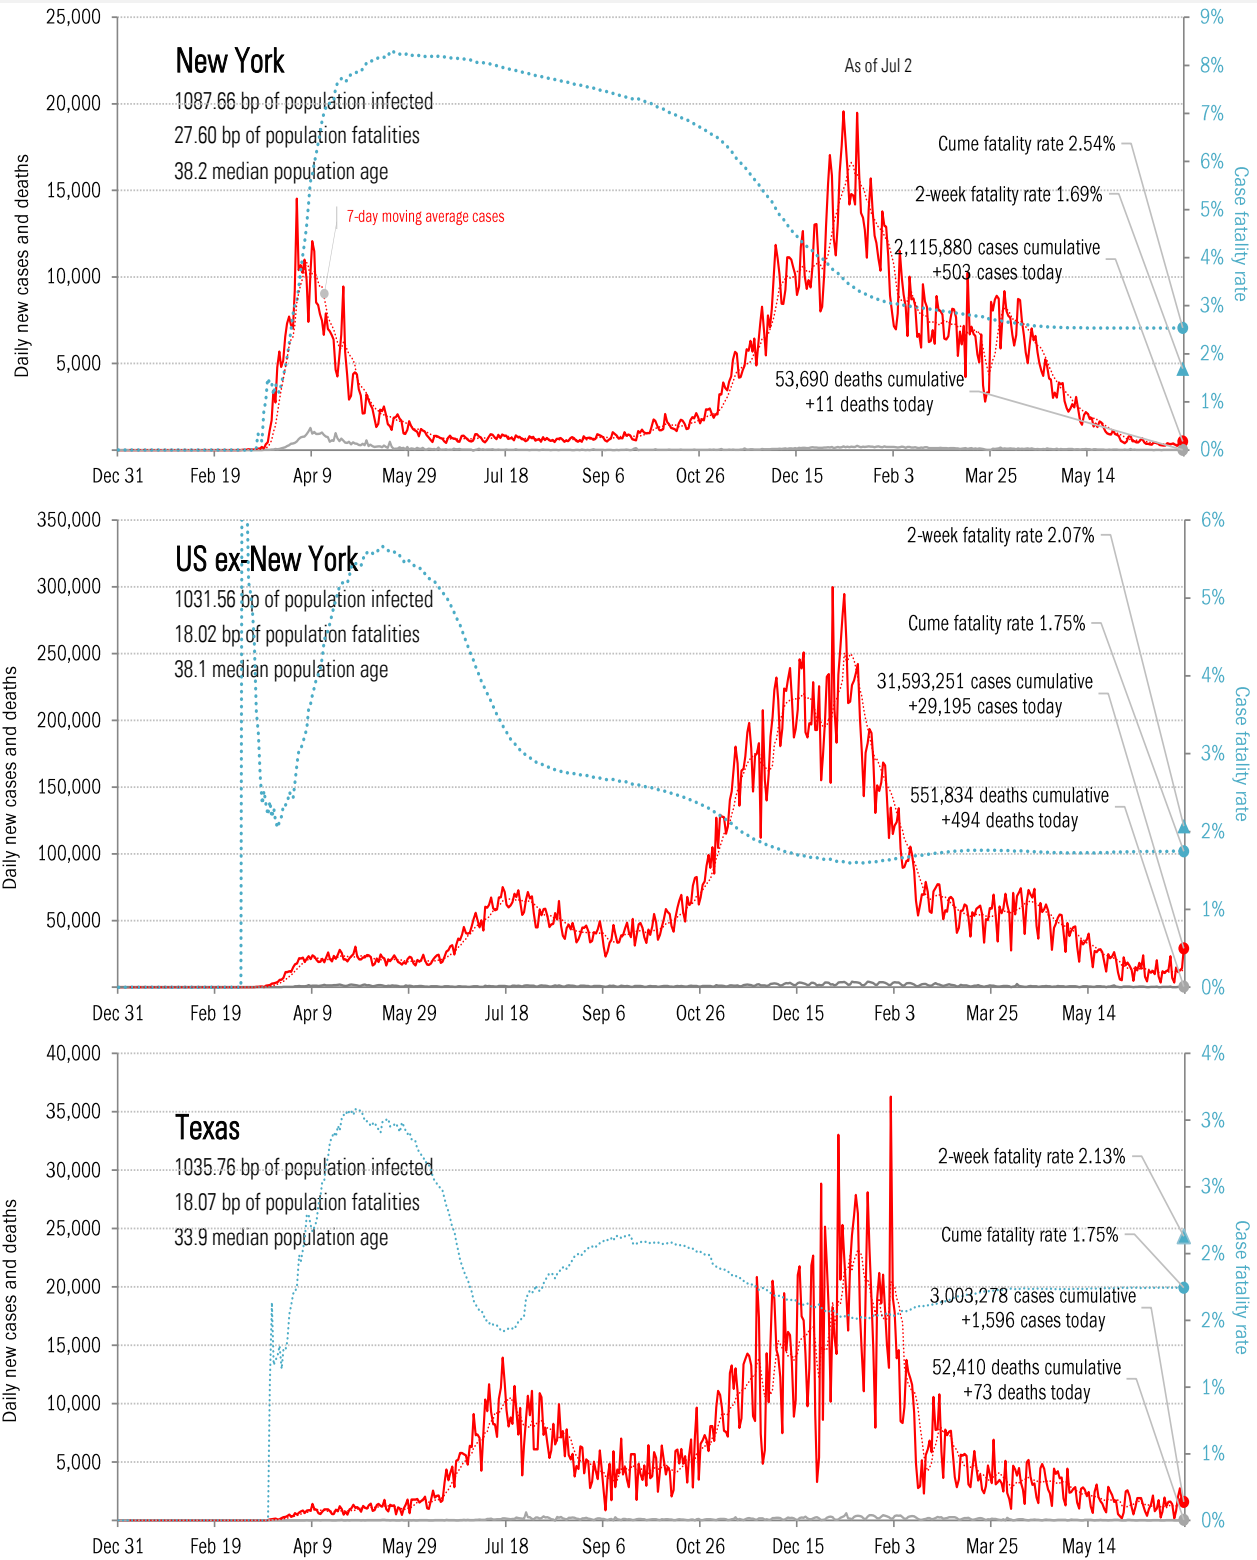 25,000
9%
New York
As of Jul 2
8%
1087.66 bp of population infected
20,000
7%
27.60 bp of population fatalities
Cume fatality rate 2.54%
6%
38.2 median population age
15,000
2-week fatality rate 1.69%
5%
7-day moving average cases
2,115,880 cases cumulative
+503 cases today
4%
10,000
3%
5,000
2%
53,690 deaths cumulative
+11 deaths today
1%
0%
Daily new cases and deaths
Case fatality rate
Dec 31 Feb 19 Apr 9 May 29 Jul 18 Sep 6 Oct 26 Dec 15 Feb 3 Mar 25 May 14
350,000
6%
2-week fatality rate 2.07%
US ex-New York
300,000
1031.56 bp of population infected
5%
Cume fatality rate 1.75%
18.02 bp of population fatalities
250,000
38.1 median population age
4%
31,593,251 cases cumulative
+29,195 cases today
200,000
3%
150,000
551,834 deaths cumulative
+494 deaths today
2%
100,000
50,000
1%
0%
Daily new cases and deaths
Case fatality rate
Dec 31 Feb 19 Apr 9 May 29 Jul 18 Sep 6 Oct 26 Dec 15 Feb 3 Mar 25 May 14
40,000
4%
35,000
3%
Texas
2-week fatality rate 2.13%
1035.76 bp of population infected
30,000
3%
18.07 bp of population fatalities
25,000
Cume fatality rate 1.75%
33.9 median population age
2%
20,000
3,003,278 cases cumulative
+1,596 cases today
2%
15,000
52,410 deaths cumulative
+73 deaths today
1%
10,000
1%
5,000
0%
Daily new cases and deaths
Case fatality rate
Dec 31 Feb 19 Apr 9 May 29 Jul 18 Sep 6 Oct 26 Dec 15 Feb 3 Mar 25 May 14